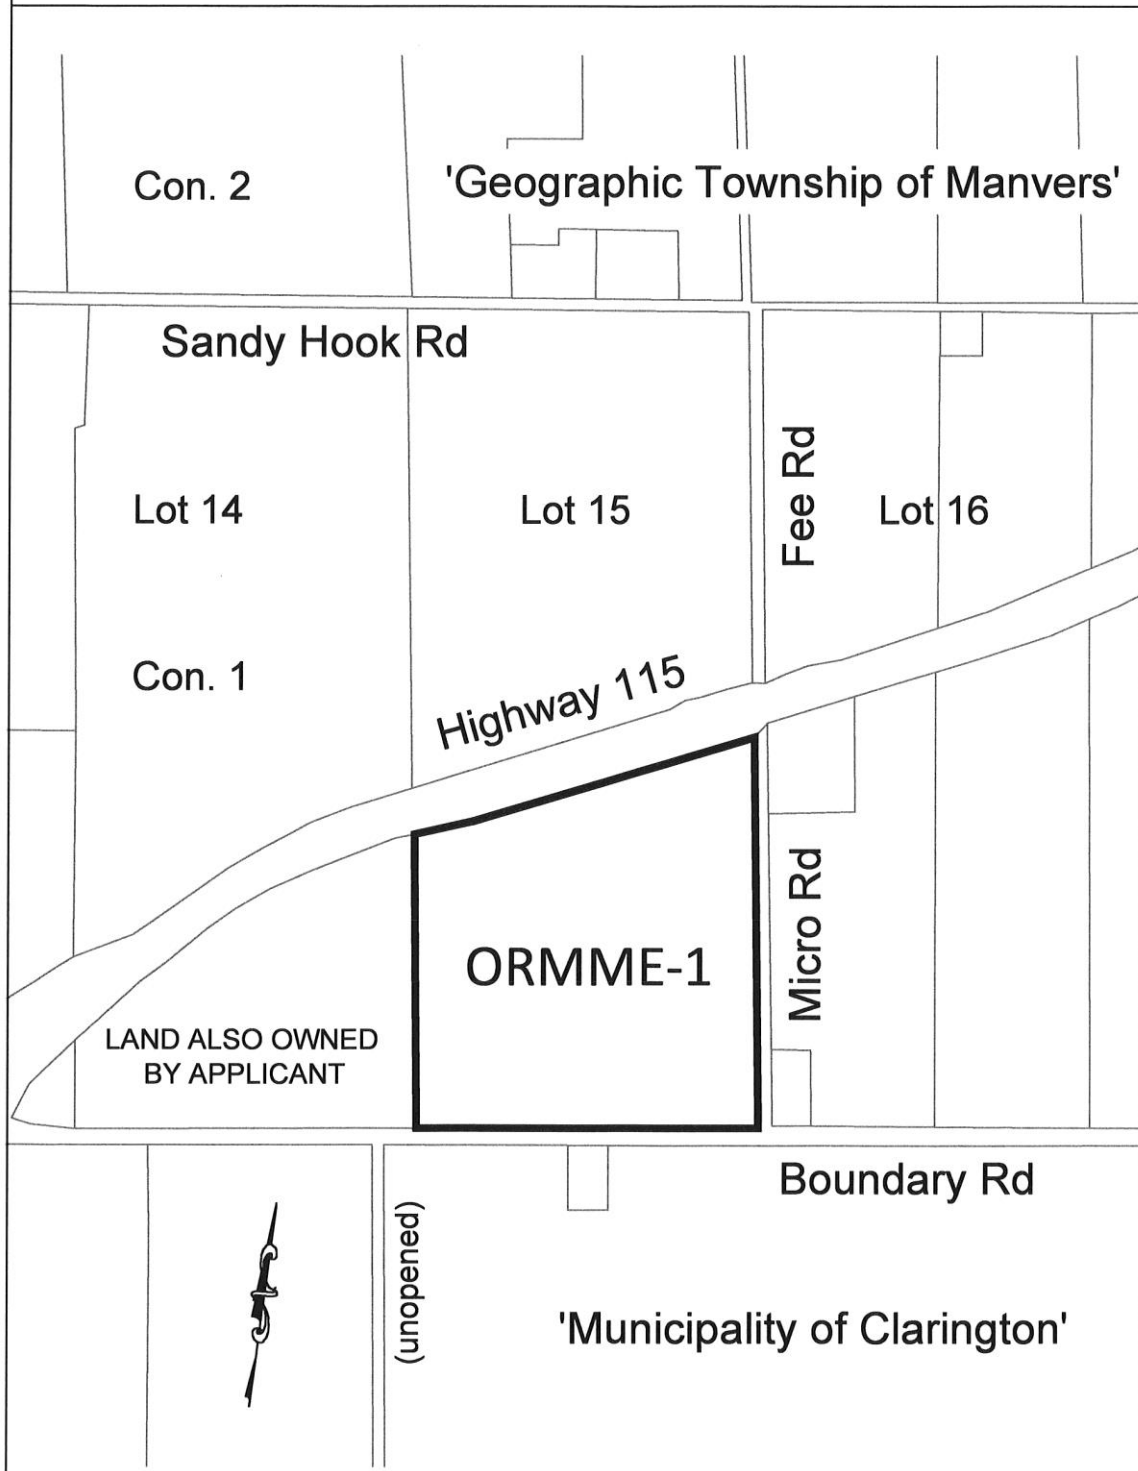 Con. 2
'Geographic Township of Manvers'
Sandy Hook Rd
Lot 14
Lot 15
Fee Rd
Lot 16
Con. 1
Highway 115
ORMME-1
Micro Rd
LAND ALSO OWNED
BY APPLICANT
Boundary Rd
(unopened)
'Municipality of Clarington'